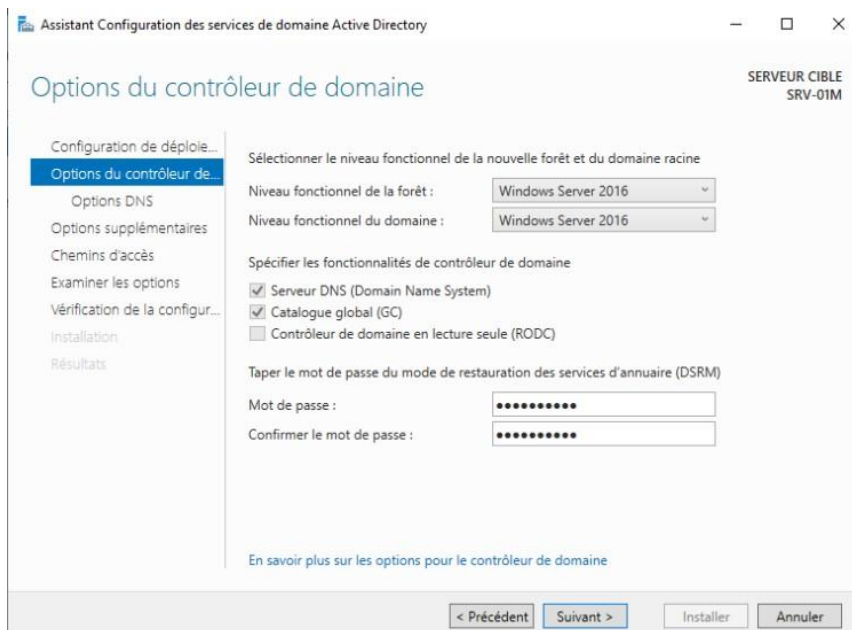 Assistant Configuration des services de domaine Active Directory
Options du contrôleur de domaine
SERVEUR CIBLE
SRV-01M
Configuration de déploie...
Options du contrôleur de...
Options DNS
Options supplémentaires
Chemins d'accès
Examiner les options
Vérification de la configur...
Installation
Résultats
Sélectionner le niveau fonctionnel de la nouvelle forêt et du domaine racine
Niveau fonctionnel de la forêt : Windows Server 2016
Niveau fonctionnel du domaine : Windows Server 2016
Spécifier les fonctionnalités de contrôleur de domaine
Serveur DNS (Domain Name System)
Catalogue global (GC)
Contrôleur de domaine en lecture seule (RODC)
Taper le mot de passe du mode de restauration des services d'annuaire (DSRM)
Mot de passe : ●●●●●●●●●●
Confirmer le mot de passe : ●●●●●●●●●●
En savoir plus sur les options pour le contrôleur de domaine
< Précédent Suivant > Installer Annuler